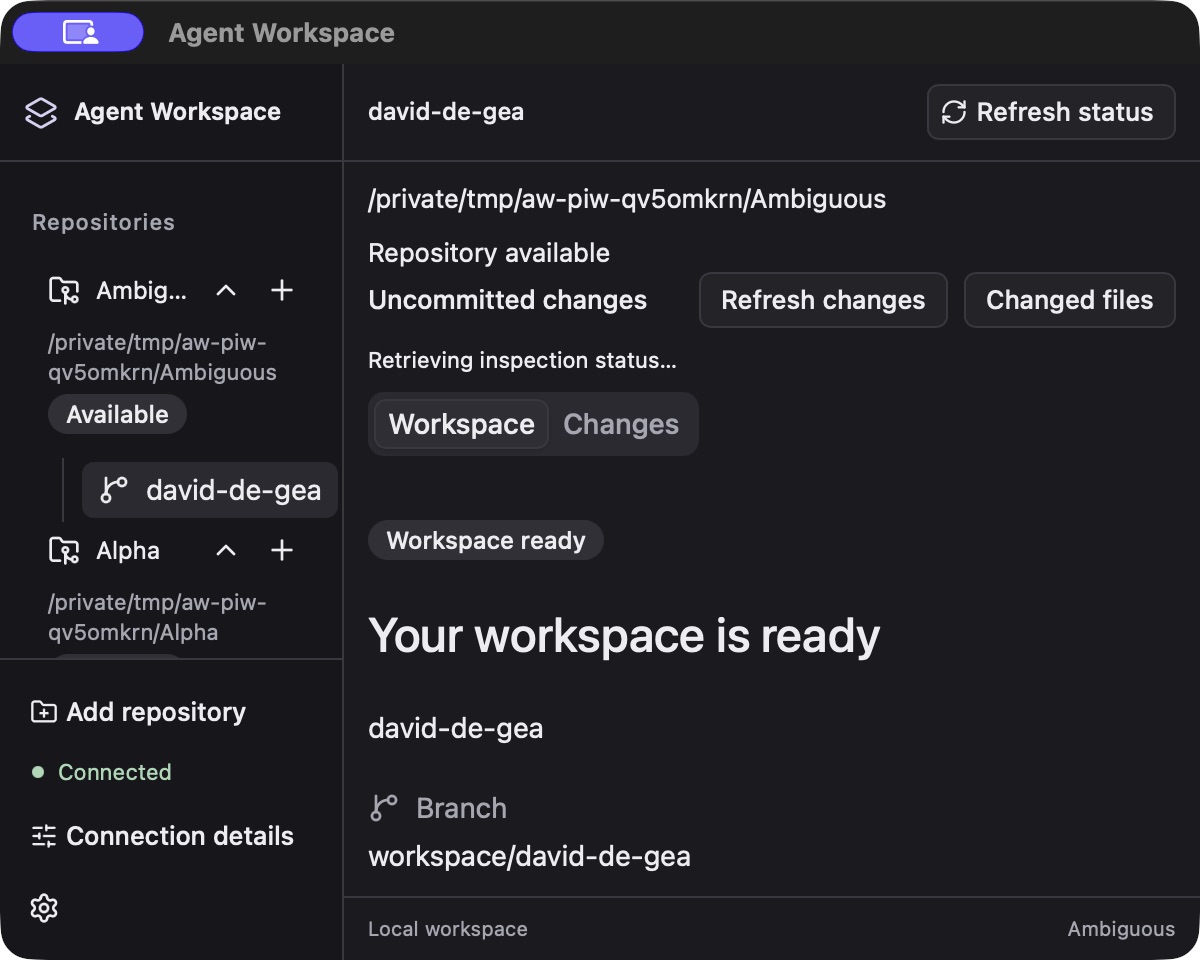 Agent Workspace
Agent Workspace
Repositories
Ambig...
/private/tmp/aw-piw-
qv5omkrn/Ambiguous
Available
david-de-gea
Alpha
/private/tmp/aw-piw-
qv5omkrn/Alpha
Add repository
Connected
Connection details
david-de-gea
Refresh status
/private/tmp/aw-piw-qv5omkrn/Ambiguous
Repository available
Uncommitted changes
Refresh changes
Changed files
Retrieving inspection status...
Workspace
Changes
Workspace ready
Your workspace is ready
david-de-gea
Branch
workspace/david-de-gea
Local workspace
Ambiguous